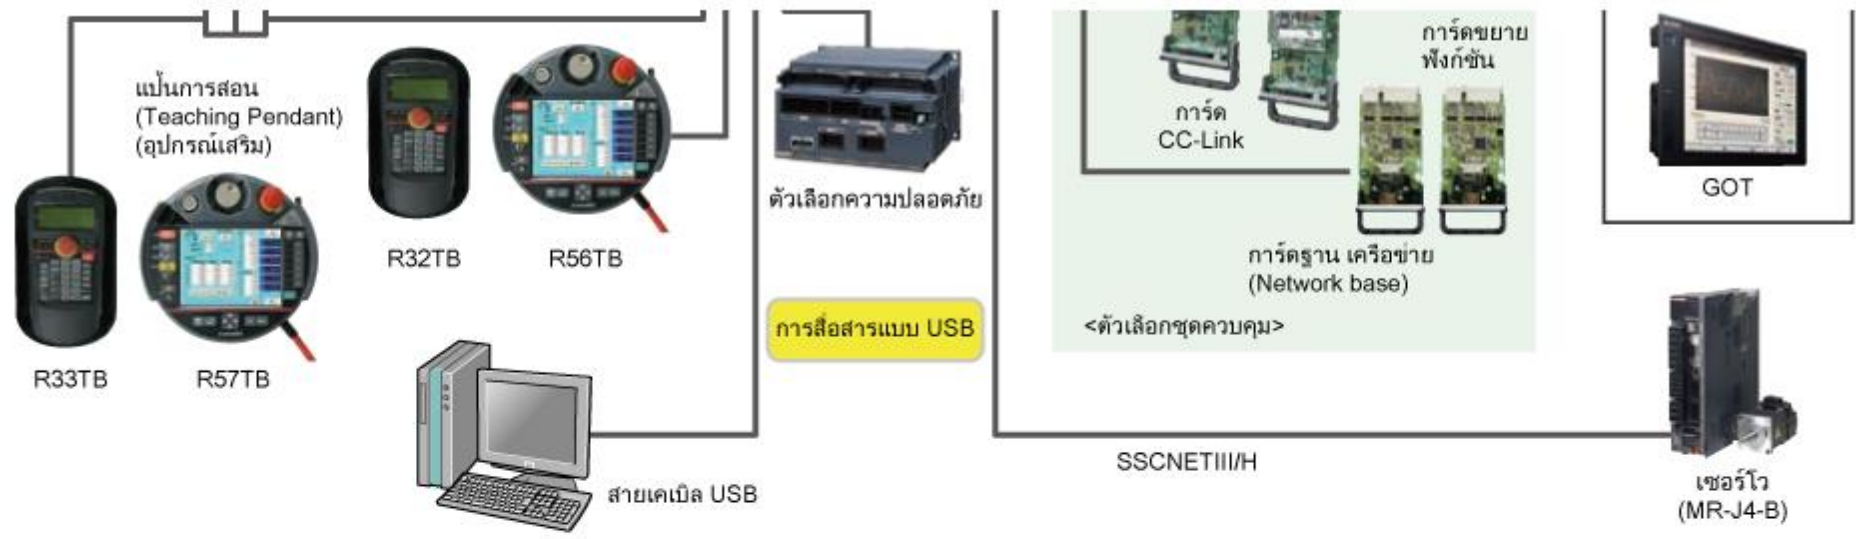 การ์ดขยาย
ฟังก์ชัน
แป้นการสอน
(Teaching Pendant)
(อุปกรณ์เสริม)
การ์ด
CC-Link
GOT
ตัวเลือกความปลอดภัย
R32TB
R56TB
การ์ดฐาน เครือข่าย
(Network base)
การสื่อสารแบบ USB
<ตัวเลือกชุดควบคุม>
R33TB
R57TB
SSCNETIII/H
สายเคเบิล USB
เซอร์โว
(MR-J4-B)